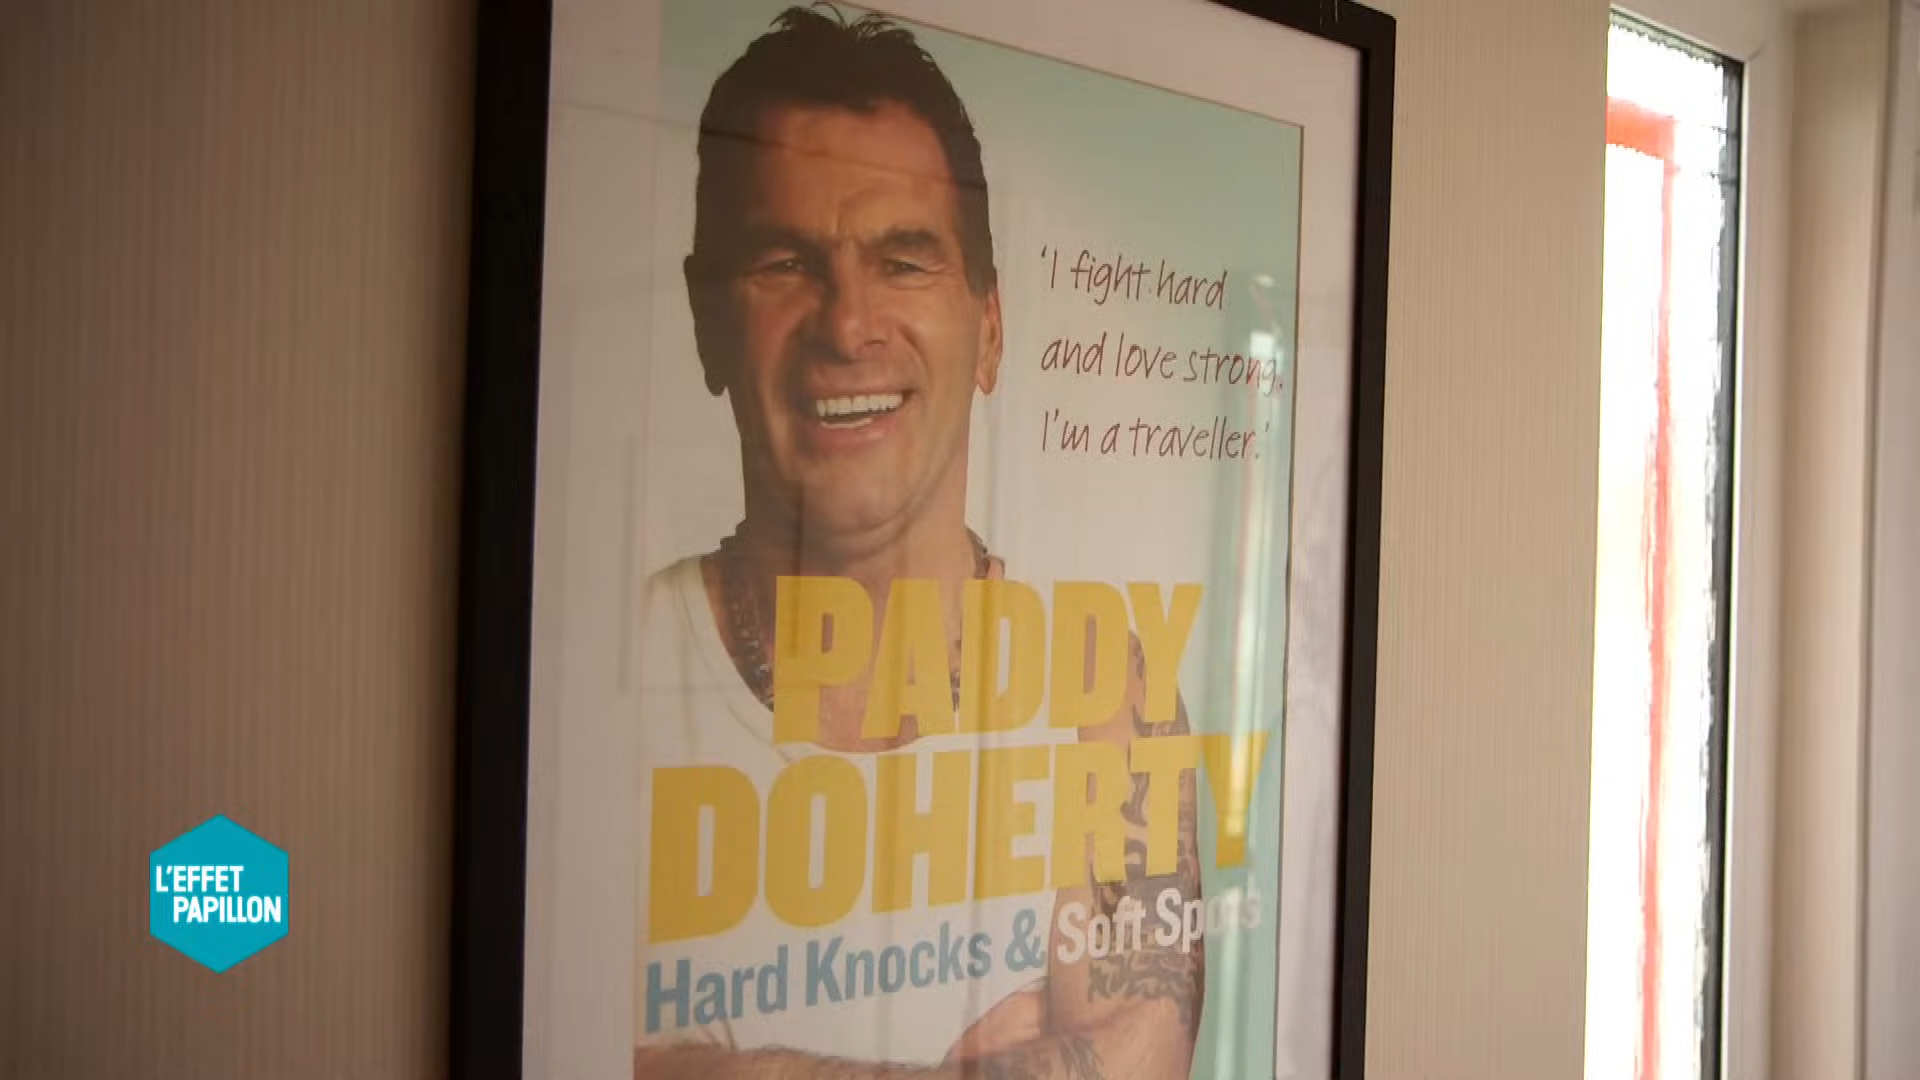 'I fight hard
and love strong.
I'm a traveller.'
PADDY
DOHERTY
Hard Knocks & Soft Spots
L'EFFET
PAPILLON